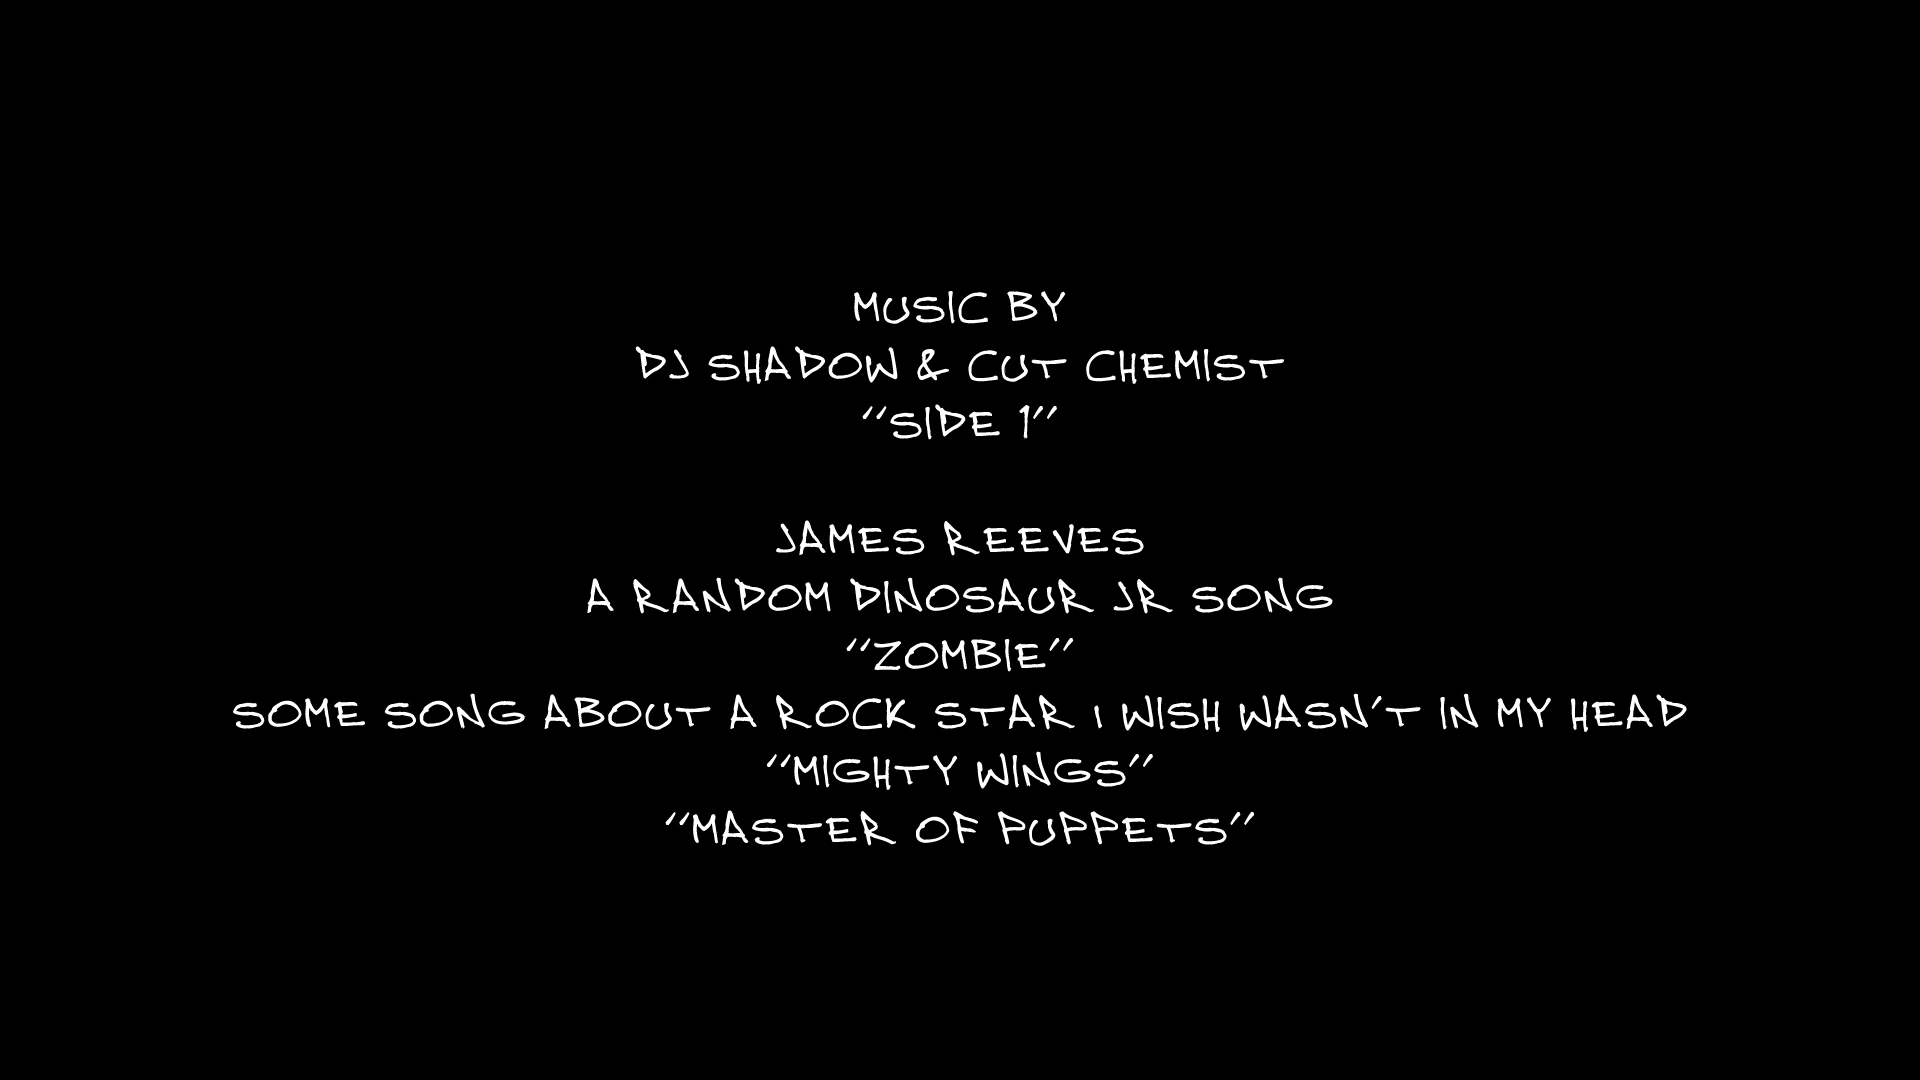 MUSIC BY
DJ SHADOW & CUT CHEMIST
"SIDE 1"
JAMES REEVES
A RANDOM DINOSAUR JR SONG
"ZOMBIE"
SOME SONG ABOUT A ROCK STAR I WISH WASN'T IN MY HEAD
"MIGHTY WINGS"
"MASTER OF PUPPETS"